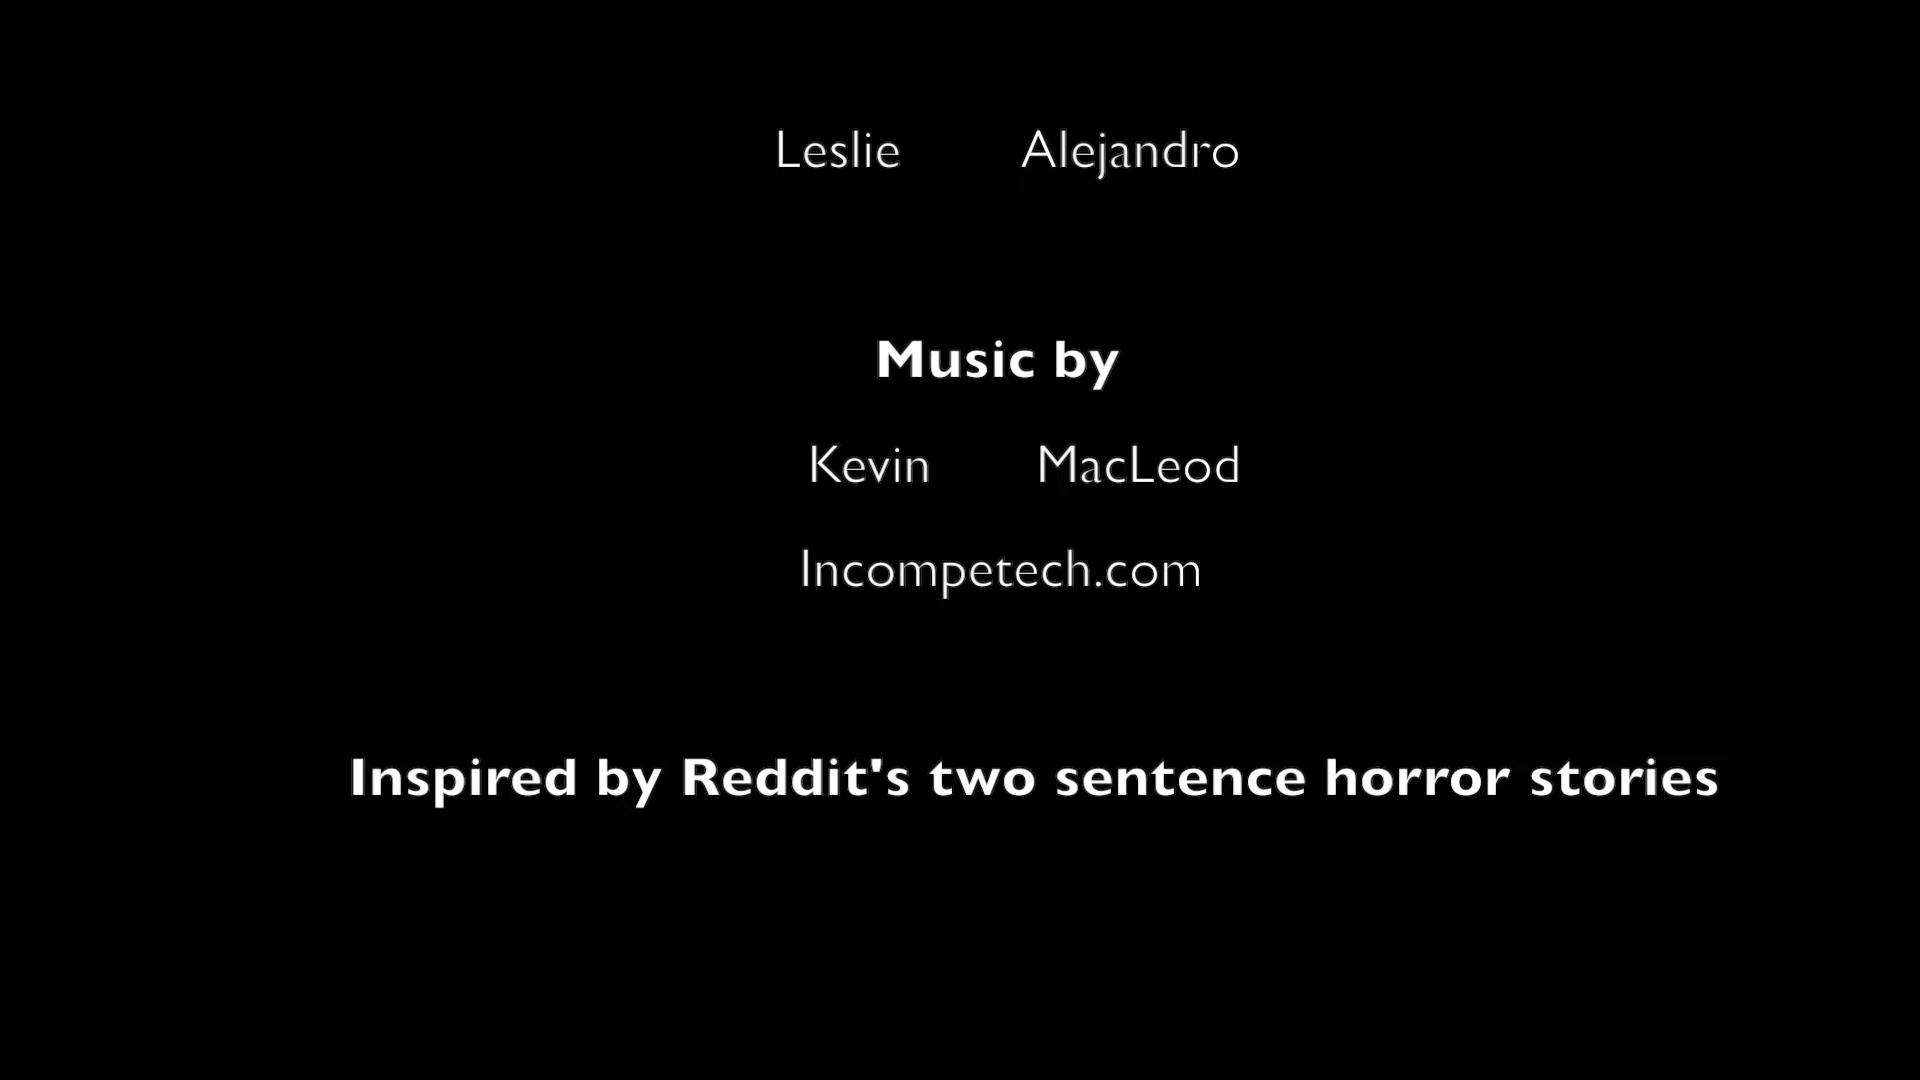 Leslie Alejandro
Music by
Kevin MacLeod
Incompetech.com
Inspired by Reddit's two sentence horror stories